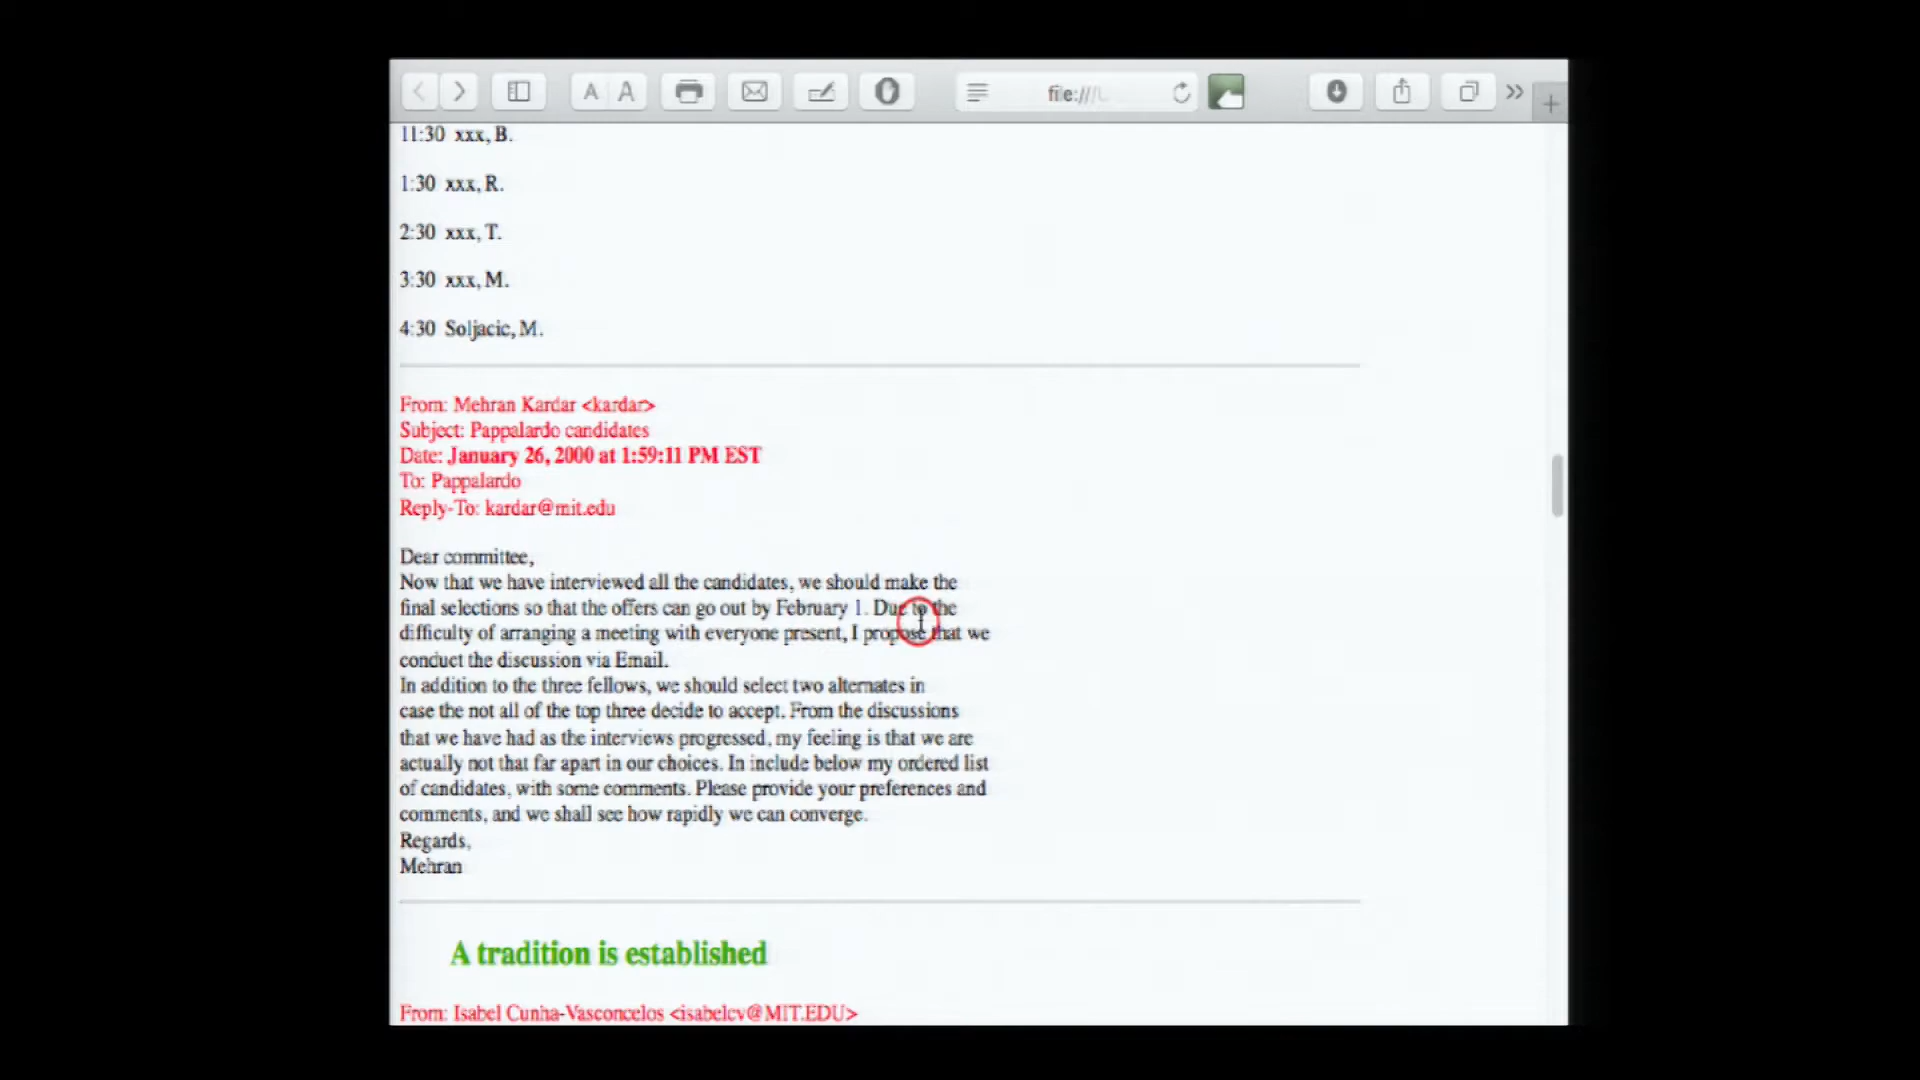 A A
file:///
11:30 xxx, B.
1:30 xxx, R.
2:30 xxx, T.
3:30 xxx, M.
4:30 Soljacic, M.
From: Mehran Kardar <kardar>
Subject: Pappalardo candidates
Date: January 26, 2000 at 1:59:11 PM EST
To: Pappalardo
Reply-To: kardar@mit.edu
Dear committee,
Now that we have interviewed all the candidates, we should make the
final selections so that the offers can go out by February 1. Due to the
difficulty of arranging a meeting with everyone present, I propose that we
conduct the discussion via Email.
In addition to the three fellows, we should select two alternates in
case the not all of the top three decide to accept. From the discussions
that we have had as the interviews progressed, my feeling is that we are
actually not that far apart in our choices. In include below my ordered list
of candidates, with some comments. Please provide your preferences and
comments, and we shall see how rapidly we can converge.
Regards,
Mehran
A tradition is established
From: Isabel Cunha-Vasconcelos <isabelcv@MIT.EDU>